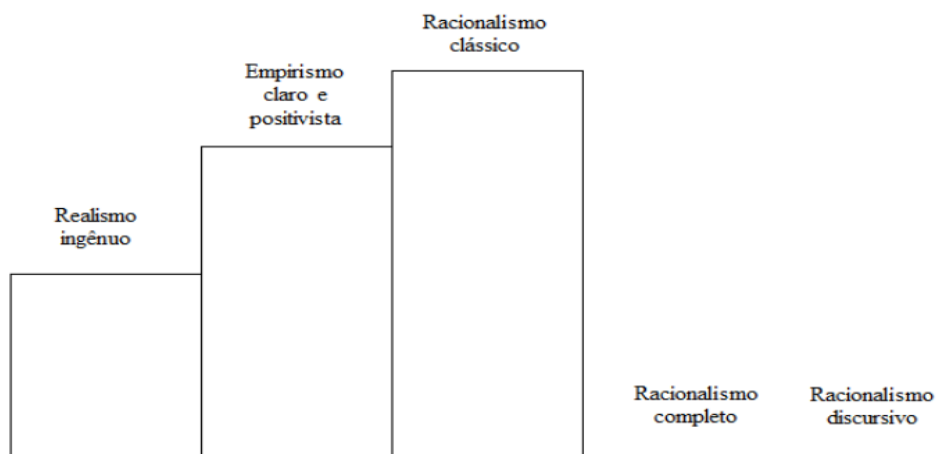 Realismo
ingênuo
Empirismo
claro e
positivista
Racionalismo
clássico
Racionalismo
completo
Racionalismo
discursivo